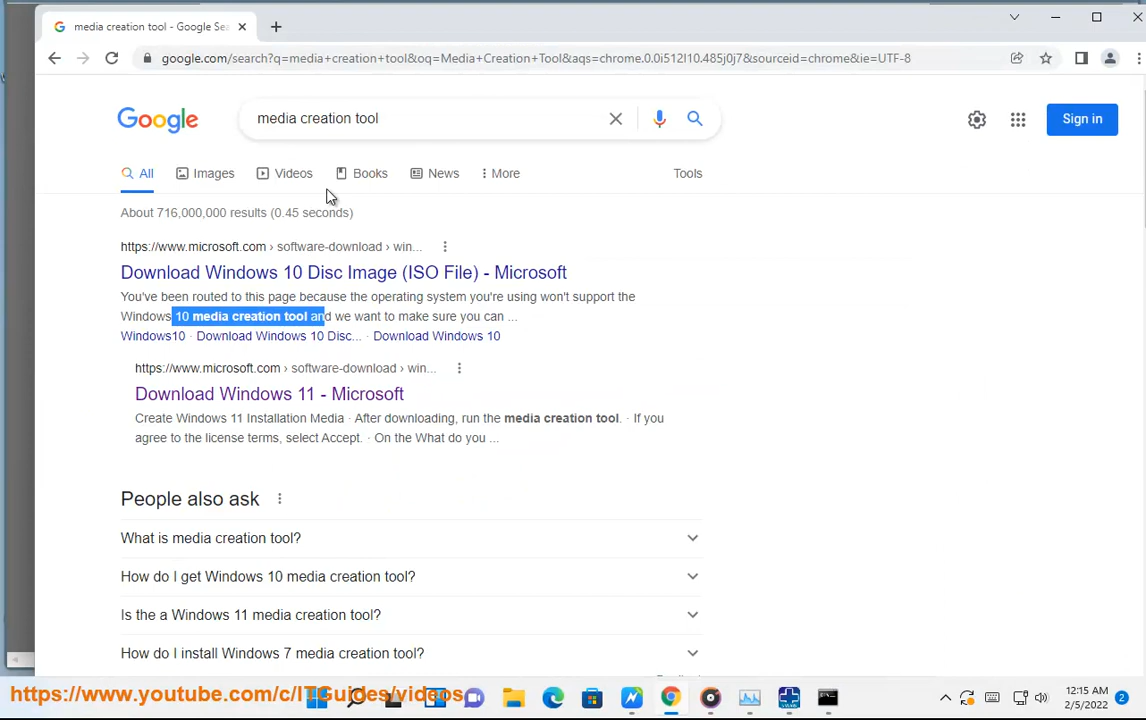 media creation tool - Google Sea
google.com/search?q=media+creation+tool&oq=Media+Creation+Tool&aqs=chrome.0.0i512l10.485j0j7&sourceid=chrome&ie=UTF-8
Google
media creation tool
Sign in
All
Images
Videos
Books
News
More
Tools
About 716,000,000 results (0.45 seconds)
https://www.microsoft.com › software-download › win...
Download Windows 10 Disc Image (ISO File) - Microsoft
You've been routed to this page because the operating system you're using won't support the
Windows 10 media creation tool and we want to make sure you can ...
Windows10 · Download Windows 10 Disc... · Download Windows 10
https://www.microsoft.com › software-download › win...
Download Windows 11 - Microsoft
Create Windows 11 Installation Media · After downloading, run the media creation tool. · If you
agree to the license terms, select Accept. · On the What do you ...
People also ask
What is media creation tool?
How do I get Windows 10 media creation tool?
Is the a Windows 11 media creation tool?
How do I install Windows 7 media creation tool?
https://www.youtube.com/c/ITGuides/videos
12:15 AM
2/5/2022
2